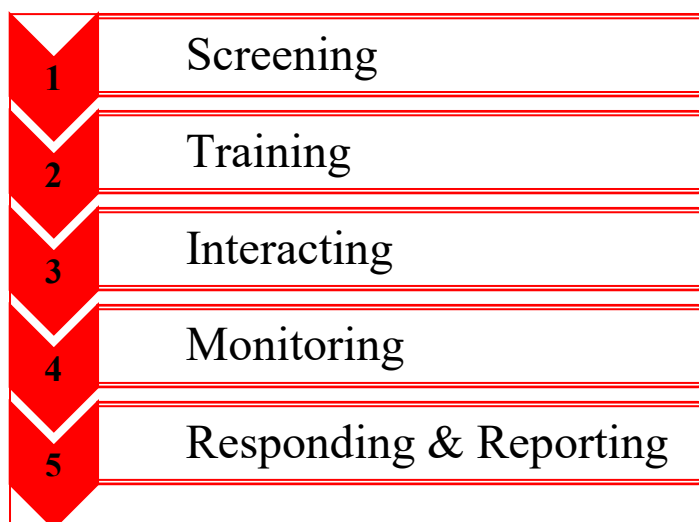 1 Screening
2 Training
3 Interacting
4 Monitoring
5 Responding & Reporting